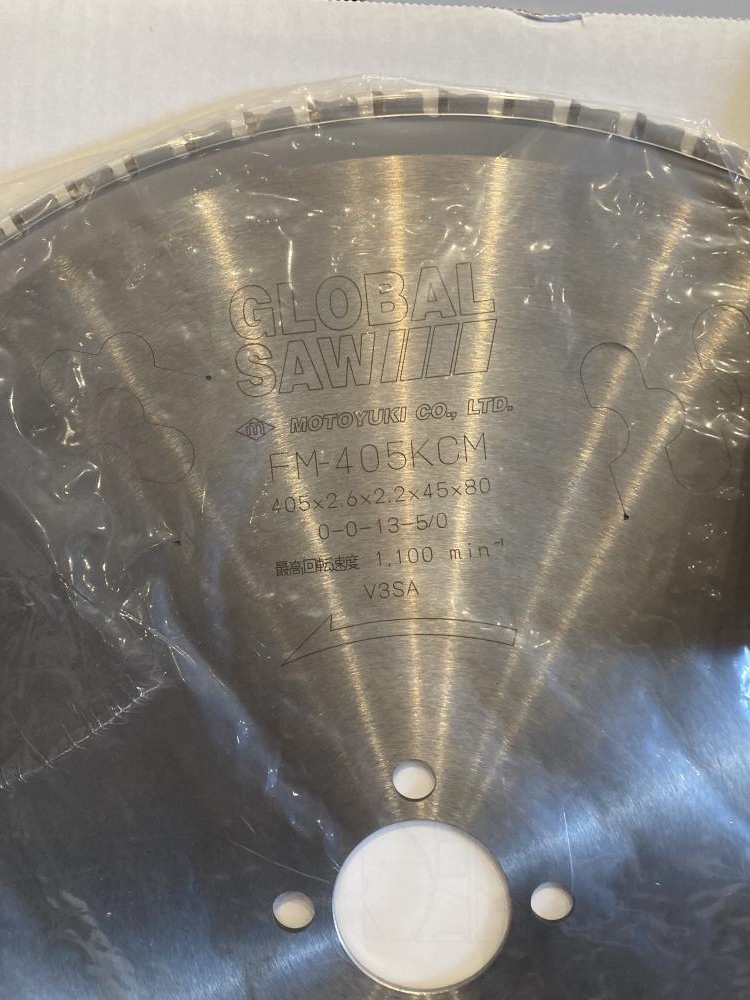 GLOBAL
SAW
MOTOYUKI CO., LTD.
FM-405KCM
405×2.6×2.2×45×80
0-0-13-5/0
最高回転速度 1,100 min⁻¹
V3SA